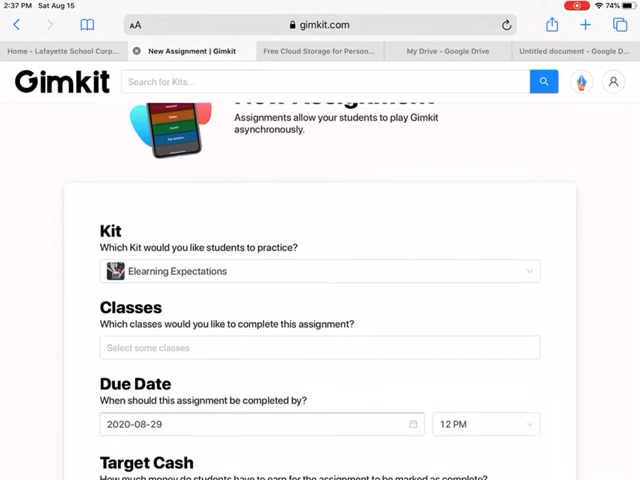 2:37 PM Sat Aug 15
74%
AA
gimkit.com
Home - Lafayette School Corp...
New Assignment | Gimkit
Free Cloud Storage for Person...
My Drive - Google Drive
Untitled document - Google D...
Gimkit
Search for Kits...
New Assignment
Assignments allow your students to play Gimkit
asynchronously.
Kit
Which Kit would you like students to practice?
Elearning Expectations
Classes
Which classes would you like to complete this assignment?
Select some classes
Due Date
When should this assignment be completed by?
2020-08-29
12 PM
Target Cash
How much money do students have to earn for the assignment to be marked as complete?